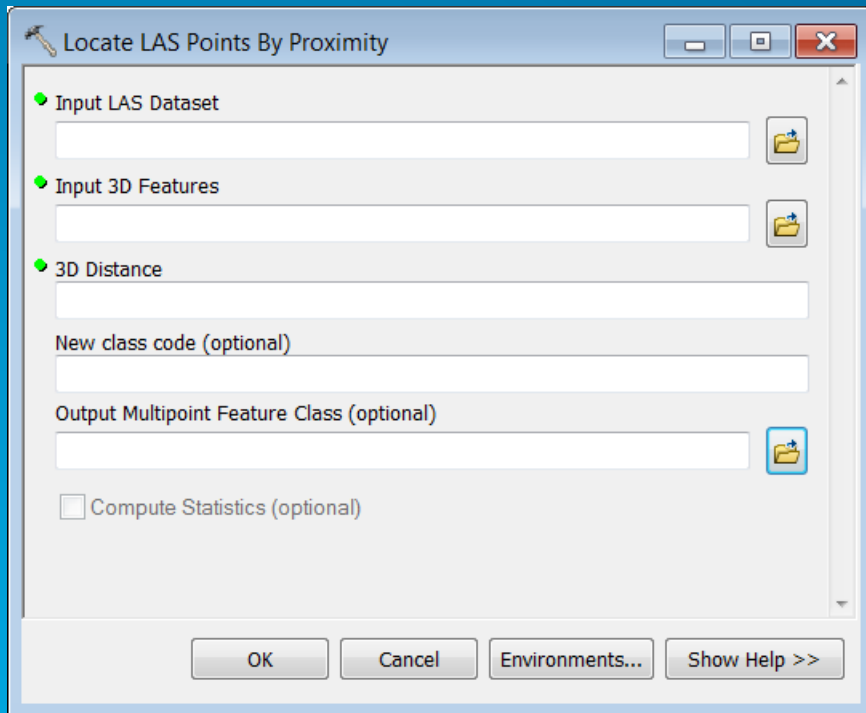 Locate LAS Points By Proximity
Input LAS Dataset
Input 3D Features
3D Distance
New class code (optional)
Output Multipoint Feature Class (optional)
Compute Statistics (optional)
OK Cancel Environments... Show Help >>